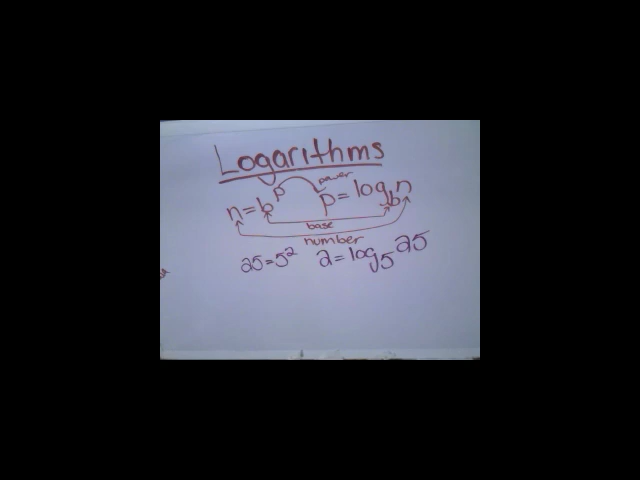 Logarithms
power
n = b^p p = log_b n
base
number
25 = 5^2 2 = log_5 25